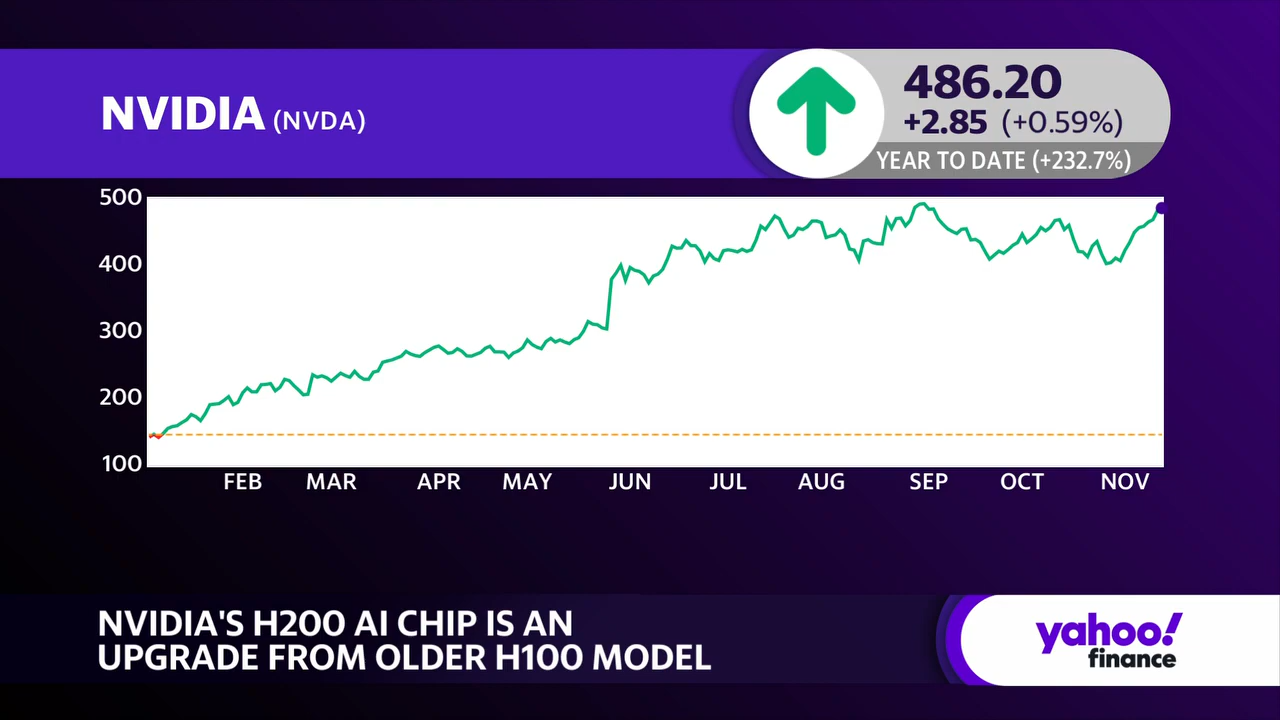 NVIDIA (NVDA)
486.20
+2.85 (+0.59%)
YEAR TO DATE (+232.7%)
500
400
300
200
100
FEB MAR APR MAY JUN JUL AUG SEP OCT NOV
NVIDIA'S H200 AI CHIP IS AN
UPGRADE FROM OLDER H100 MODEL
yahoo!
finance